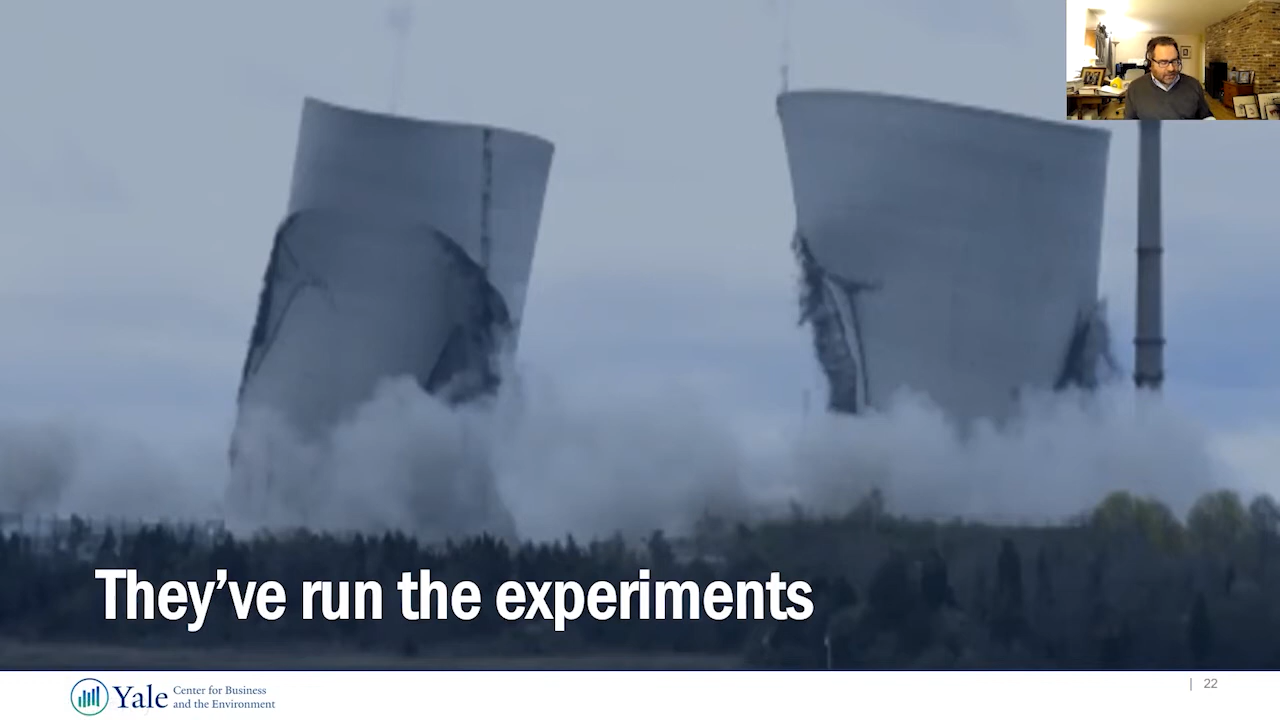 They’ve run the experiments
Yale
Center for Business
and the Environment
| 22